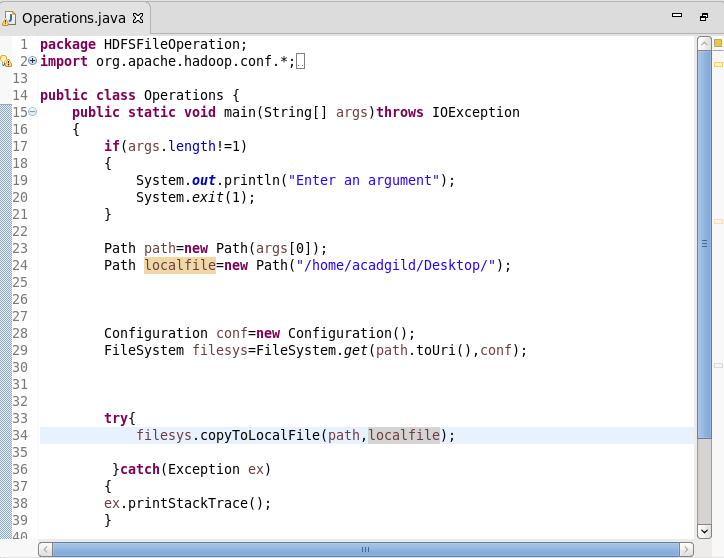 Operations.java
1 package HDFSFileOperation;
2 import org.apache.hadoop.conf.*;
13
14 public class Operations {
15 public static void main(String[] args)throws IOException
16 {
17 if(args.length!=1)
18 {
19 System.out.println("Enter an argument");
20 System.exit(1);
21 }
22
23 Path path=new Path(args[0]);
24 Path localfile=new Path("/home/acadgild/Desktop/");
25
26
27
28 Configuration conf=new Configuration();
29 FileSystem filesys=FileSystem.get(path.toUri(),conf);
30
31
32
33 try{
34 filesys.copyToLocalFile(path,localfile);
35
36 }catch(Exception ex)
37 {
38 ex.printStackTrace();
39 }
40